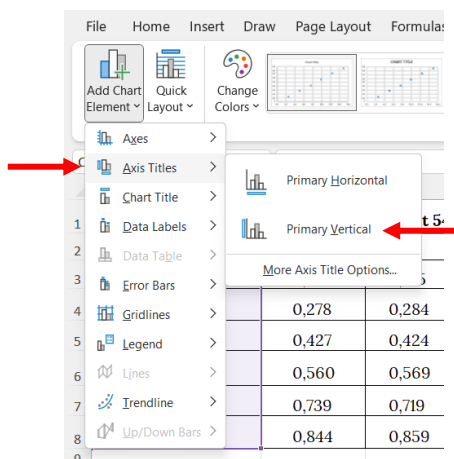 File Home Insert Draw Page Layout Formulas
Add Chart Element
Quick Layout
Change Colors
CHART TITLE
Axes
Axis Titles
Chart Title
Data Labels
Data Table
Error Bars
Gridlines
Legend
Lines
Trendline
Up/Down Bars
Primary Horizontal
Primary Vertical
More Axis Title Options...
1
2
3
4 0,278 0,284
5 0,427 0,424
6 0,560 0,569
7 0,739 0,719
8 0,844 0,859